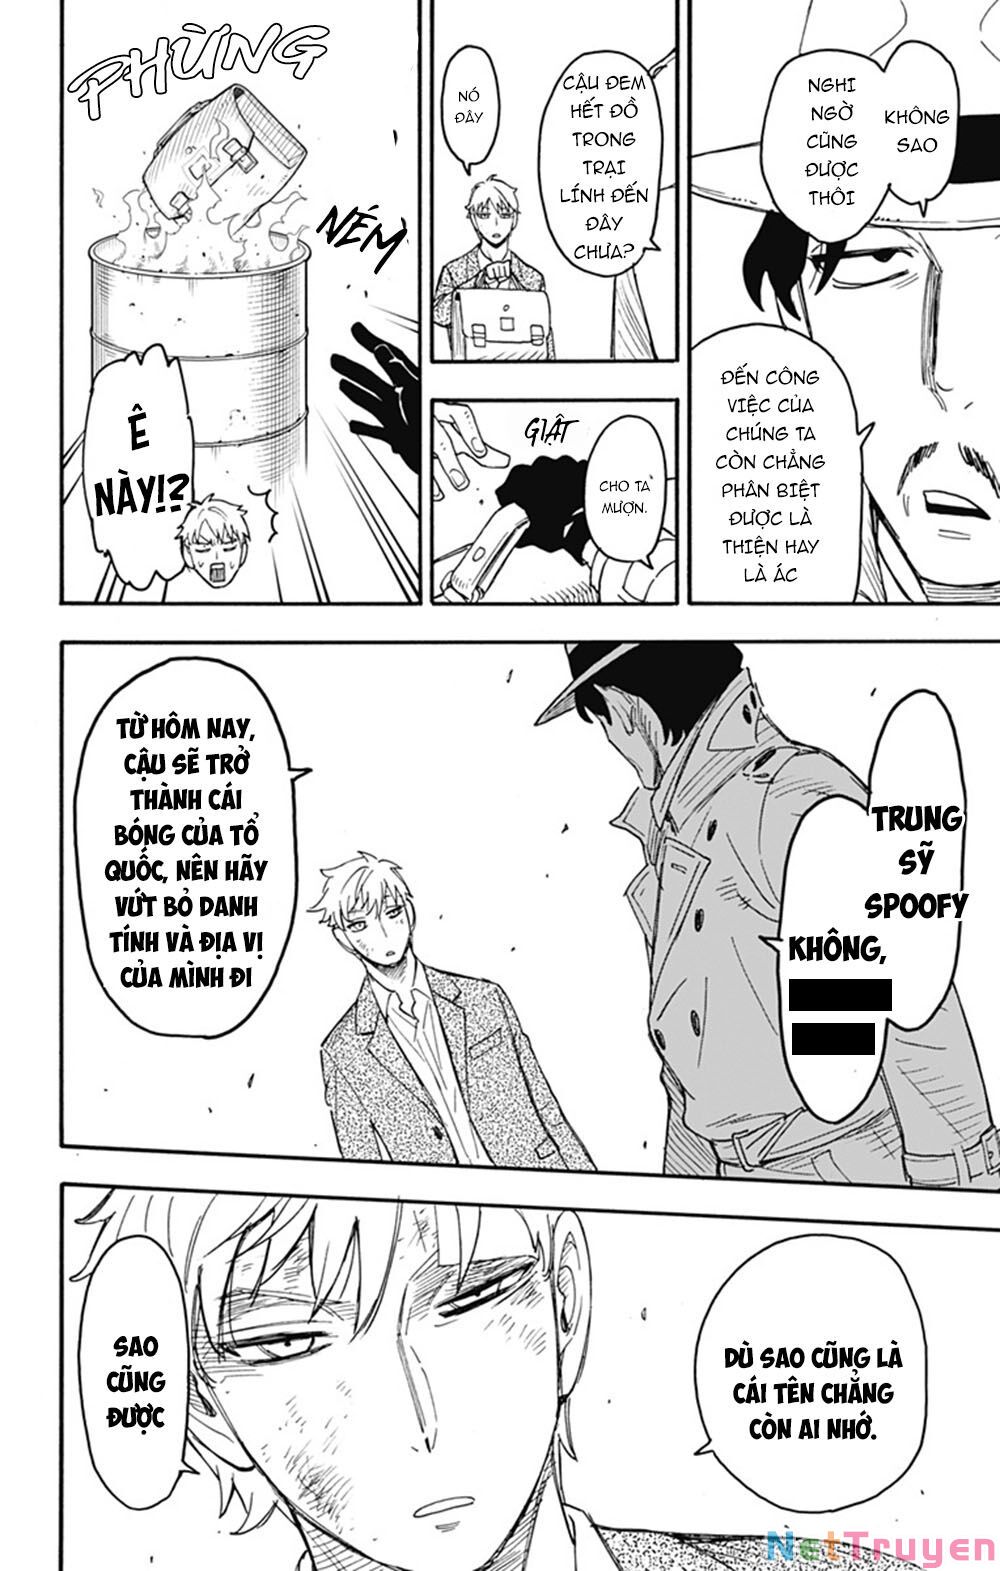 KHÔNG
SAO
NGHI
NGỜ
CŨNG
ĐƯỢC
THÔI
ĐẾN CÔNG
VIỆC CỦA
CHÚNG TA
CÒN CHẲNG
PHÂN BIỆT
ĐƯỢC LÀ
THIỆN HAY
LÀ ÁC
CẬU ĐEM
HẾT ĐỒ
TRONG
TRẠI
LÍNH ĐẾN
ĐÂY
CHƯA?
NÓ
ĐÂY
CHO TA
MƯỢN.
GIẬT
PHỪNG
NÉM
Ê
NÀY!?
TRUNG
SỸ
SPOOFY
KHÔNG,
TỪ HÔM NAY,
CẬU SẼ TRỞ
THÀNH CÁI
BÓNG CỦA TỔ
QUỐC, NÊN HÃY
VỨT BỎ DANH
TÍNH VÀ ĐỊA VỊ
CỦA MÌNH ĐI
DÙ SAO CŨNG LÀ
CÁI TÊN CHẲNG
CÒN AI NHỚ.
SAO
CŨNG
ĐƯỢC
NetTruyen